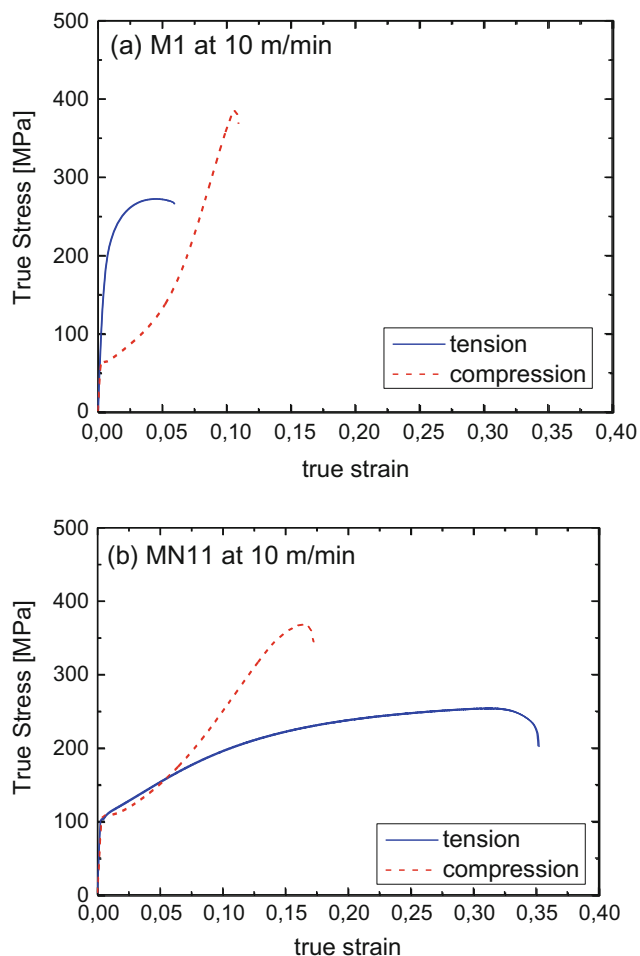 (a) M1 at 10 m/min
True Stress [MPa]
500
400
300
200
100
0
tension
compression
0,00 0,05 0,10 0,15 0,20 0,25 0,30 0,35 0,40
true strain
(b) MN11 at 10 m/min
True Stress [MPa]
500
400
300
200
100
0
tension
compression
0,00 0,05 0,10 0,15 0,20 0,25 0,30 0,35 0,40
true strain